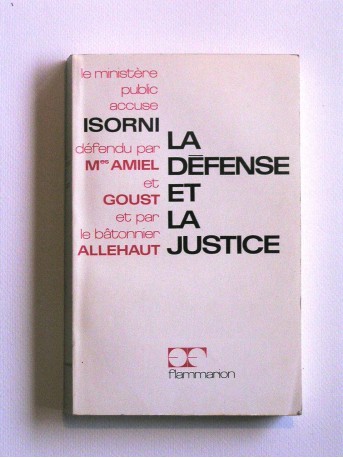 le ministère
public
accuse
ISORNI
défendu par
Mes AMIEL
et
GOUST
et par
le bâtonnier
ALLEHAUT
LA
DÉFENSE
ET
LA
JUSTICE
flammarion